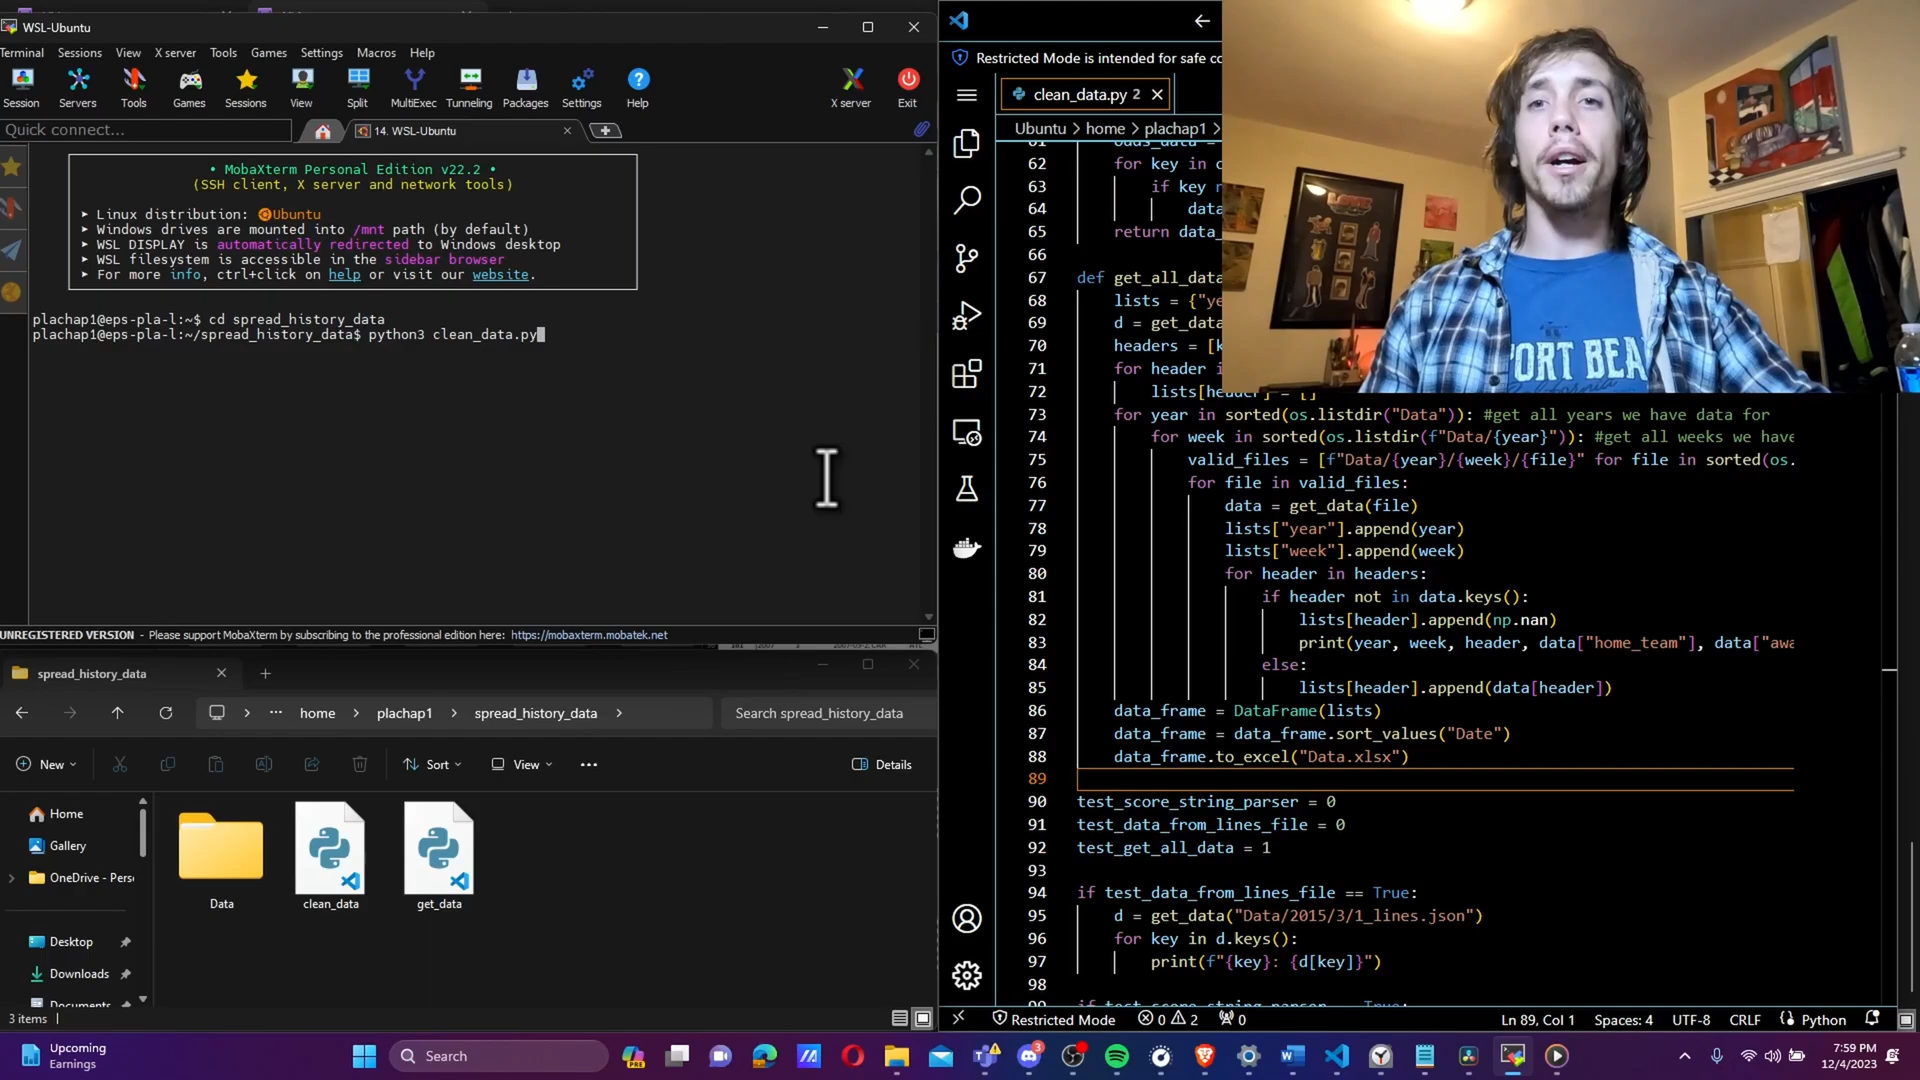 WSL-Ubuntu
Terminal Sessions View X server Tools Games Settings Macros Help
Session Servers Tools Games Sessions View Split MultiExec Tunneling Packages Settings Help X server Exit
Quick connect...
14. WSL-Ubuntu
• MobaXterm Personal Edition v22.2 •
(SSH client, X server and network tools)
➤ Linux distribution: Ubuntu
➤ Windows drives are mounted into /mnt path (by default)
➤ WSL DISPLAY is automatically redirected to Windows desktop
➤ WSL filesystem is accessible in the sidebar browser
➤ For more info, ctrl+click on help or visit our website.
plachap1@eps-pla-l:~$ cd spread_history_data
plachap1@eps-pla-l:~/spread_history_data$ python3 clean_data.py
UNREGISTERED VERSION - Please support MobaXterm by subscribing to the professional edition here: https://mobaxterm.mobatek.net
spread_history_data
home > plachap1 > spread_history_data >
Search spread_history_data
New Sort View ••• Details
Home
Gallery
OneDrive - Pers
Desktop
Downloads
Documents
Data
clean_data
get_data
3 items
Restricted Mode is intended for safe co
clean_data.py 2
Ubuntu > home > plachap1 >
61 odds_data =
62 for key in c
63 if key n
64 data
65 return data_
66
67 def get_all_data
68 lists = {"ye
69 d = get_data
70 headers = [k
71 for header i
72 lists[header] = []
73 for year in sorted(os.listdir("Data")): #get all years we have data for
74 for week in sorted(os.listdir(f"Data/{year}")): #get all weeks we have
75 valid_files = [f"Data/{year}/{week}/{file}" for file in sorted(os.
76 for file in valid_files:
77 data = get_data(file)
78 lists["year"].append(year)
79 lists["week"].append(week)
80 for header in headers:
81 if header not in data.keys():
82 lists[header].append(np.nan)
83 print(year, week, header, data["home_team"], data["awa
84 else:
85 lists[header].append(data[header])
86 data_frame = DataFrame(lists)
87 data_frame = data_frame.sort_values("Date")
88 data_frame.to_excel("Data.xlsx")
89
90 test_score_string_parser = 0
91 test_data_from_lines_file = 0
92 test_get_all_data = 1
93
94 if test_data_from_lines_file == True:
95 d = get_data("Data/2015/3/1_lines.json")
96 for key in d.keys():
97 print(f"{key}: {d[key]}")
98
99 if test_score_string_parser == True:
Restricted Mode 0 2 0 Ln 89, Col 1 Spaces: 4 UTF-8 CRLF Python
PORT BEA
California
Upcoming
Earnings
Search
PRE
3
7:59 PM
12/4/2023